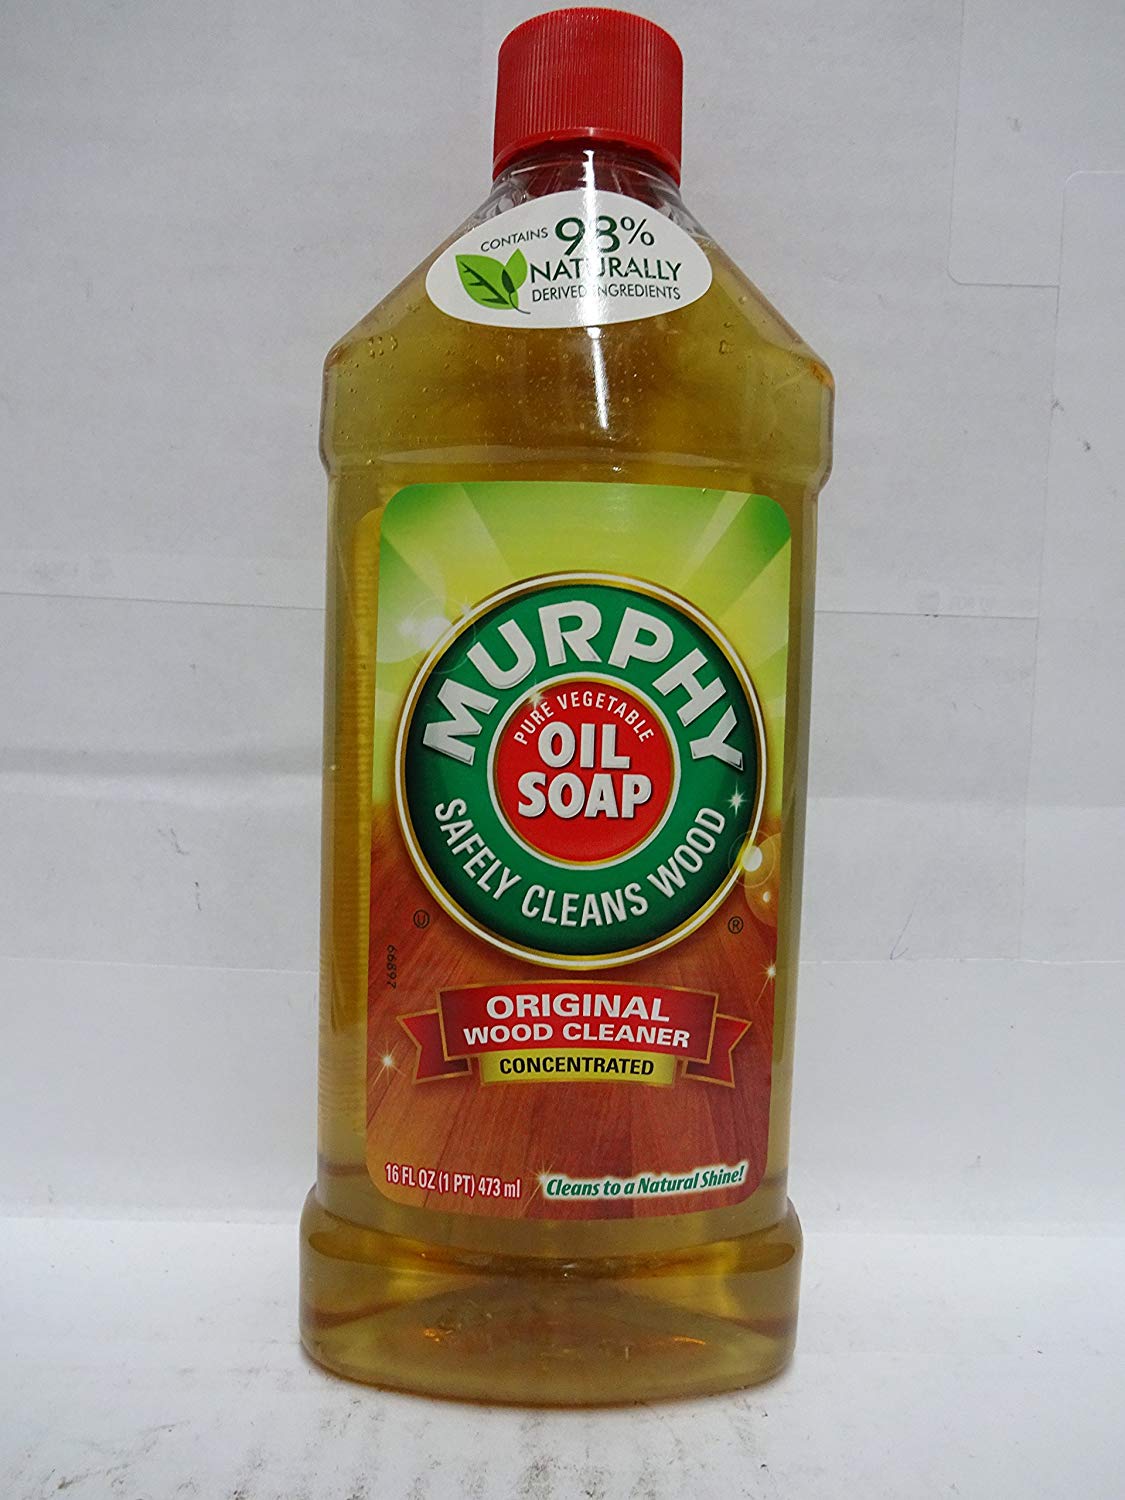 CONTAINS 98%
NATURALLY
DERIVED INGREDIENTS
MURPHY
PURE VEGETABLE
OIL
SOAP
SAFELY CLEANS WOOD
U
®
26899
ORIGINAL
WOOD CLEANER
CONCENTRATED
16 FL OZ (1 PT) 473 ml
Cleans to a Natural Shine!